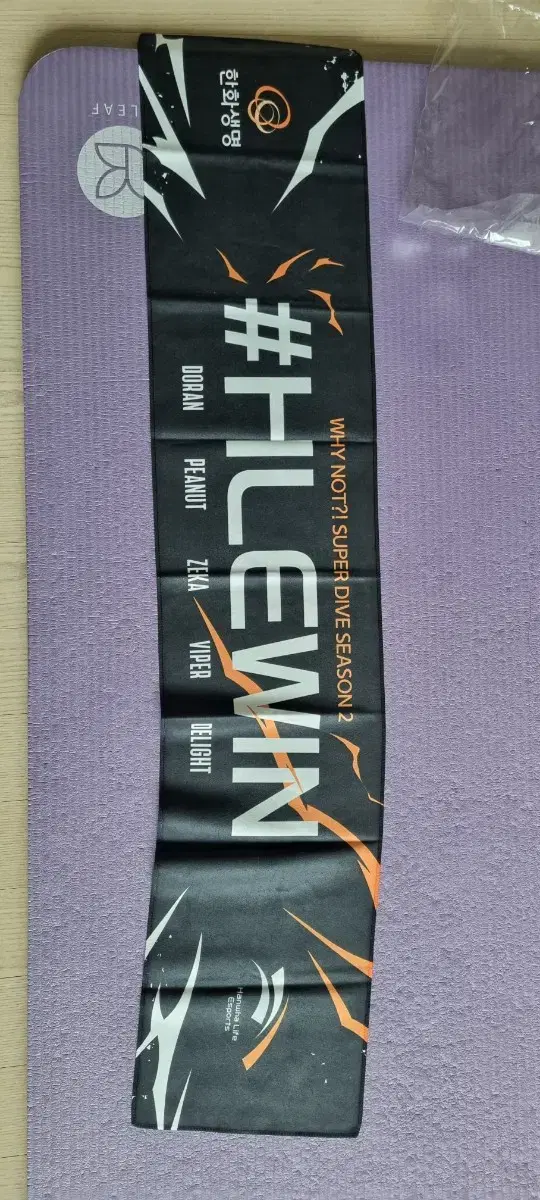 LEAF
한화생명
WHY NOT?! SUPER DIVE SEASON 2
#HLEWIN
DORAN PEANUT ZEKA VIPER DELIGHT
Hanwha Life
Esports